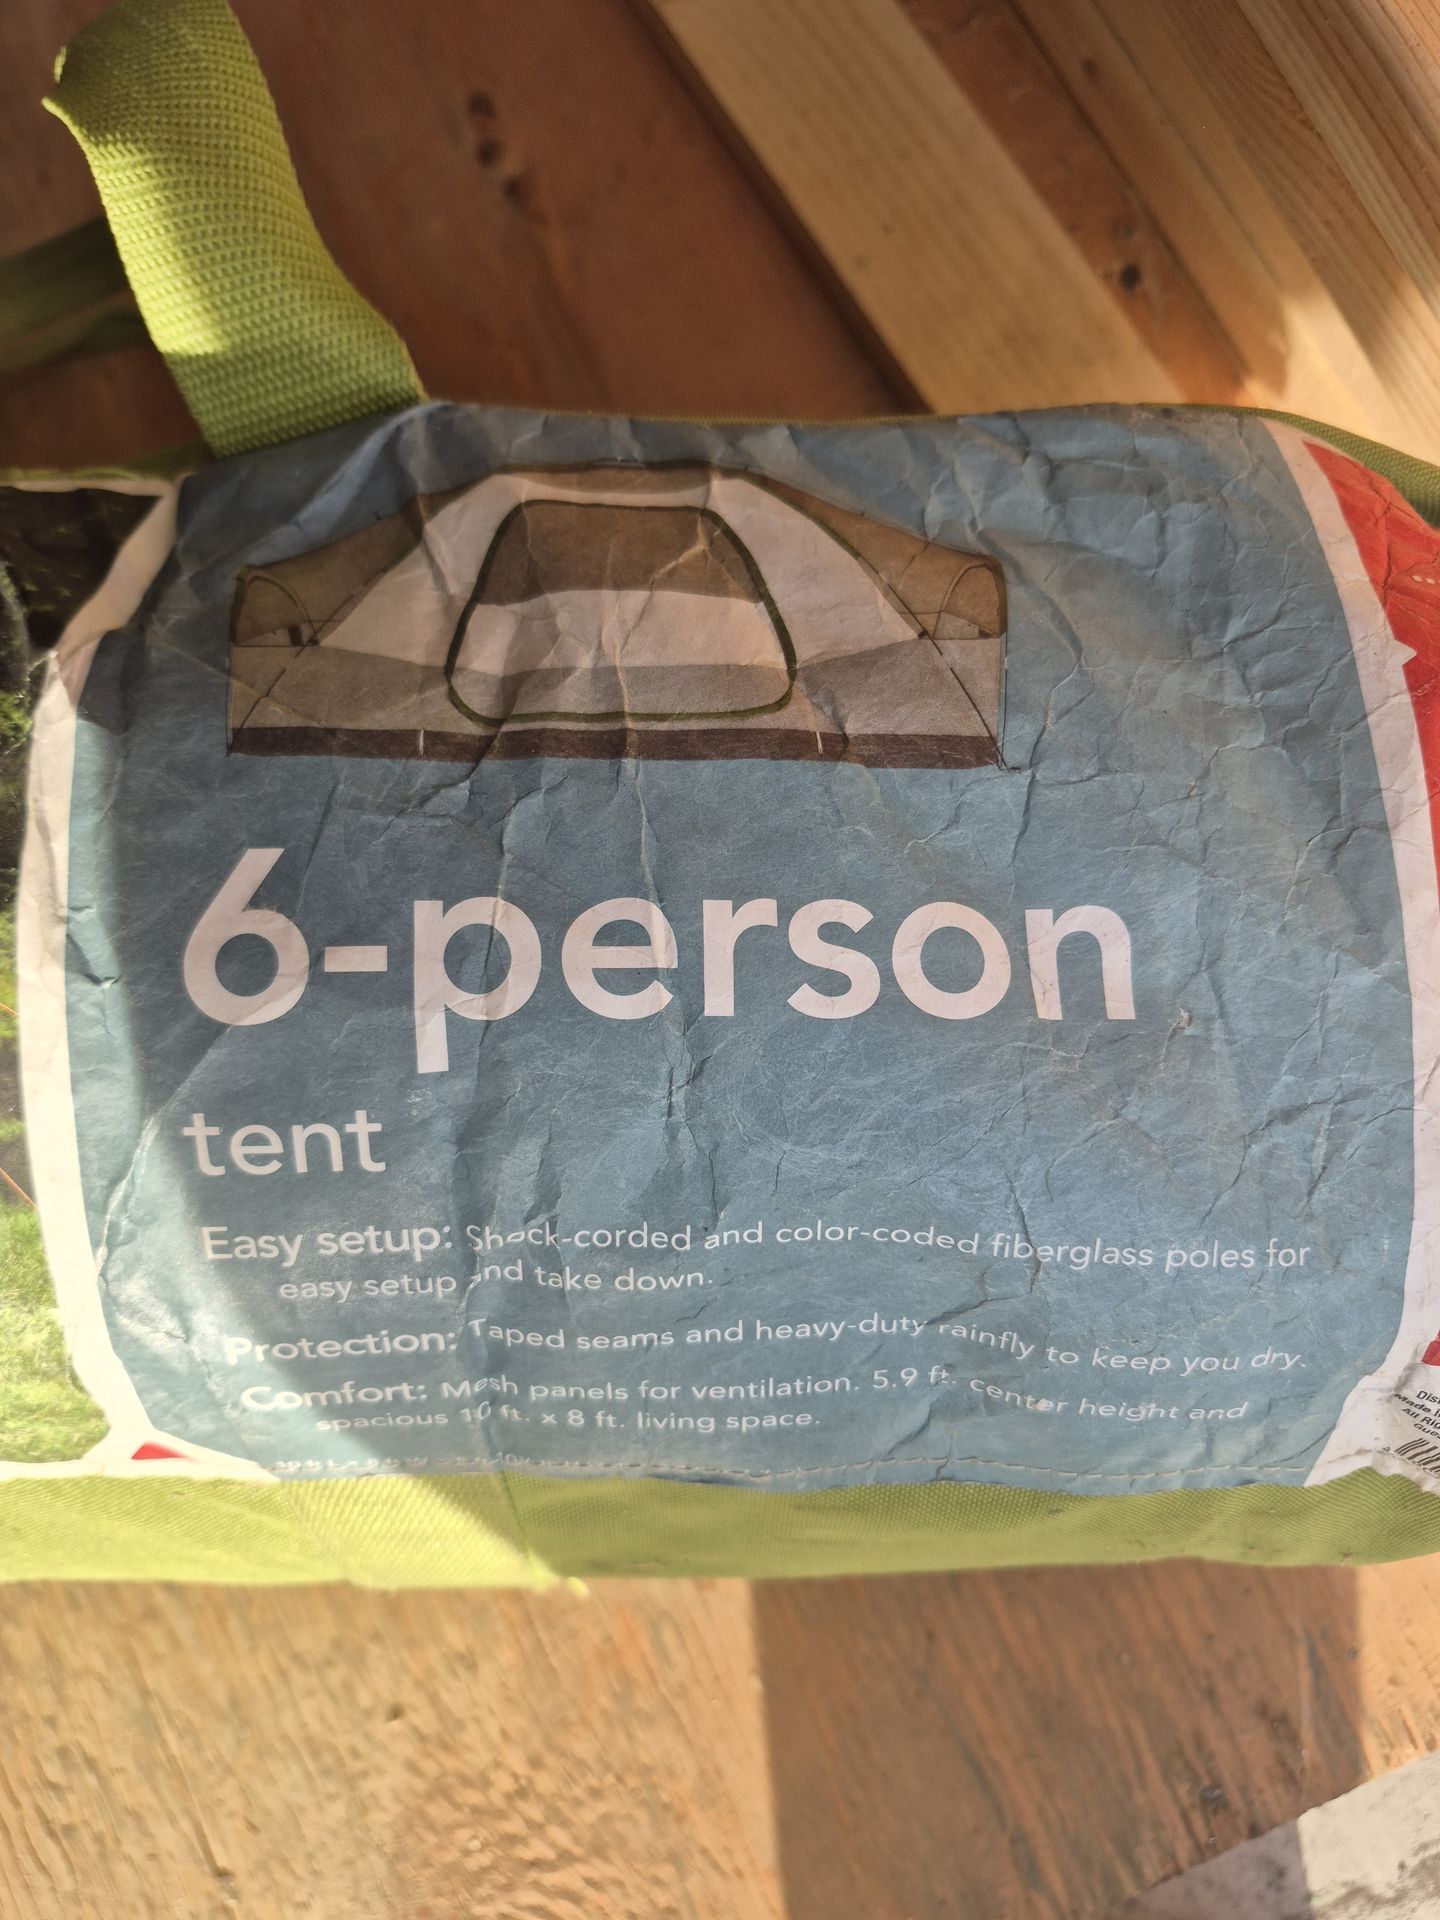 6-person
tent
Easy setup: Shock-corded and color-coded fiberglass poles for
easy setup and take down.
Protection: Taped seams and heavy-duty rainfly to keep you dry.
Comfort: Mesh panels for ventilation. 5.9 ft. center height and
spacious 10 ft. x 8 ft. living space.
Made
All